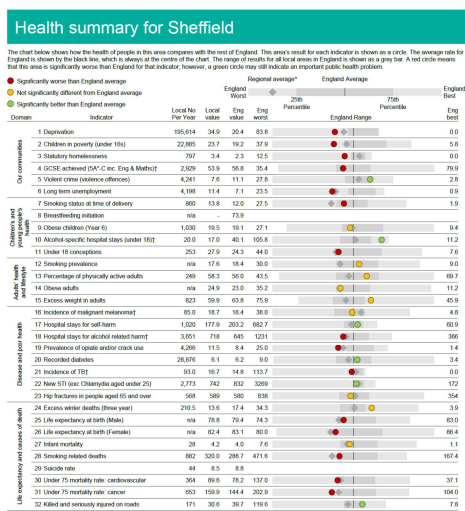 Health summary for Sheffield
The chart below shows how the health of people in this area compares with the rest of England. This area's result for each indicator is shown as a circle. The average rate for
England is shown by the black line, which is always at the centre of the chart. The range of results for all local areas in England is shown as a grey bar. A red circle means
that this area is significantly worse than England for that indicator; however, a green circle may still indicate an important public health problem.
Significantly worse than England average
Not significantly different from England average
Significantly better than England average
Regional average^ England Average
England Worst England Best
25th Percentile 75th Percentile
Domain Indicator Local No Per Year Local value Eng value Eng worst England Range Eng best
Our communities
1 Deprivation 195,614 34.9 20.4 83.8 0.0
2 Children in poverty (under 16s) 22,885 23.7 19.2 37.9 5.8
3 Statutory homelessness 797 3.4 2.3 12.5 0.0
4 GCSE achieved (5A*-C inc. Eng & Maths)† 2,929 53.9 56.8 35.4 79.9
5 Violent crime (violence offences) 4,241 7.6 11.1 27.8 2.8
6 Long term unemployment 4,198 11.4 7.1 23.5 0.9
Children's and young people's health
7 Smoking status at time of delivery 860 13.8 12.0 27.5 1.9
8 Breastfeeding initiation n/a - 73.9
9 Obese children (Year 6) 1,030 19.5 19.1 27.1 9.4
10 Alcohol-specific hospital stays (under 18)† 20.0 17.0 40.1 105.8 11.2
11 Under 18 conceptions 253 27.9 24.3 44.0 7.6
Adults' health and lifestyle
12 Smoking prevalence n/a 17.6 18.4 30.0 9.0
13 Percentage of physically active adults 249 58.3 56.0 43.5 69.7
14 Obese adults n/a 24.9 23.0 35.2 11.2
15 Excess weight in adults 823 59.9 63.8 75.9 45.9
Disease and poor health
16 Incidence of malignant melanoma† 85.0 18.7 18.4 38.0 4.8
17 Hospital stays for self-harm 1,020 177.9 203.2 682.7 60.9
18 Hospital stays for alcohol related harm† 3,651 718 645 1231 366
19 Prevalence of opiate and/or crack use 4,266 11.5 8.4 25.0 1.4
20 Recorded diabetes 28,876 6.1 6.2 9.0 3.4
21 Incidence of TB† 93.0 16.7 14.8 113.7 0.0
22 New STI (exc Chlamydia aged under 25) 2,773 742 832 3269 172
23 Hip fractures in people aged 65 and over 568 589 580 838 354
Life expectancy and causes of death
24 Excess winter deaths (three year) 210.5 13.6 17.4 34.3 3.9
25 Life expectancy at birth (Male) n/a 78.8 79.4 74.3 83.0
26 Life expectancy at birth (Female) n/a 82.4 83.1 80.0 86.4
27 Infant mortality 28 4.2 4.0 7.6 1.1
28 Smoking related deaths 882 320.0 288.7 471.6 167.4
29 Suicide rate 44 8.5 8.8
30 Under 75 mortality rate: cardiovascular 364 89.6 78.2 137.0 37.1
31 Under 75 mortality rate: cancer 653 159.9 144.4 202.9 104.0
32 Killed and seriously injured on roads 171 30.6 39.7 119.6 7.8